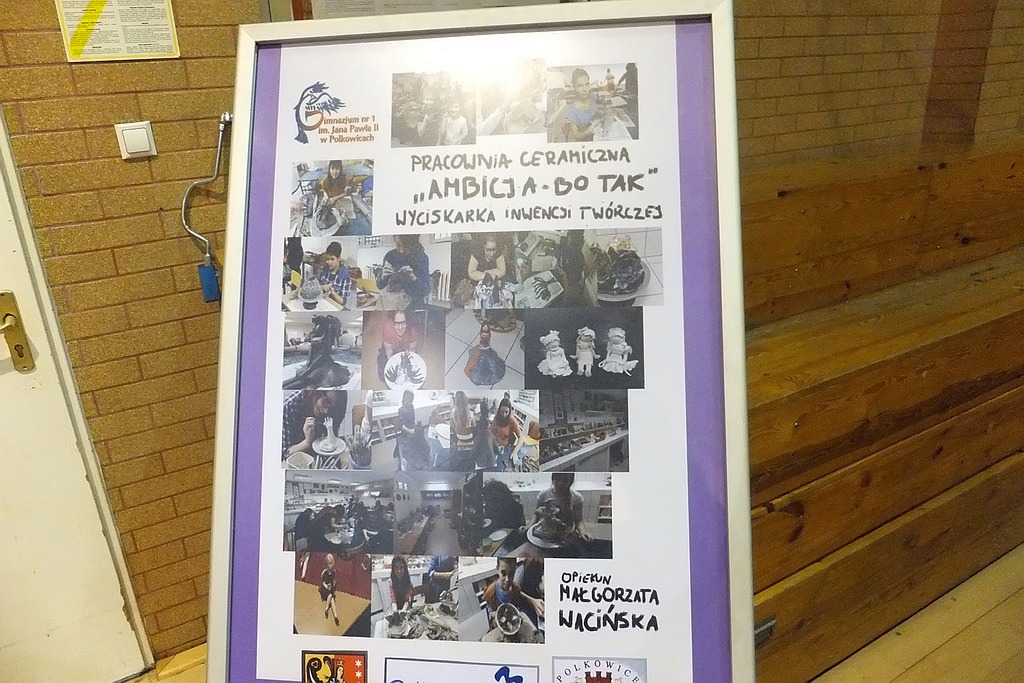 Gimnazjum nr 1
im. Jana Pawła II
w Polkowicach
PRACOWNIA CERAMICZNA
„AMBICJA-BO TAK"
WYCISKARKA INWENCJI TWÓRCZEJ
OPIEKUN
MAŁGORZATA
WACIŃSKA
POLKOWICE